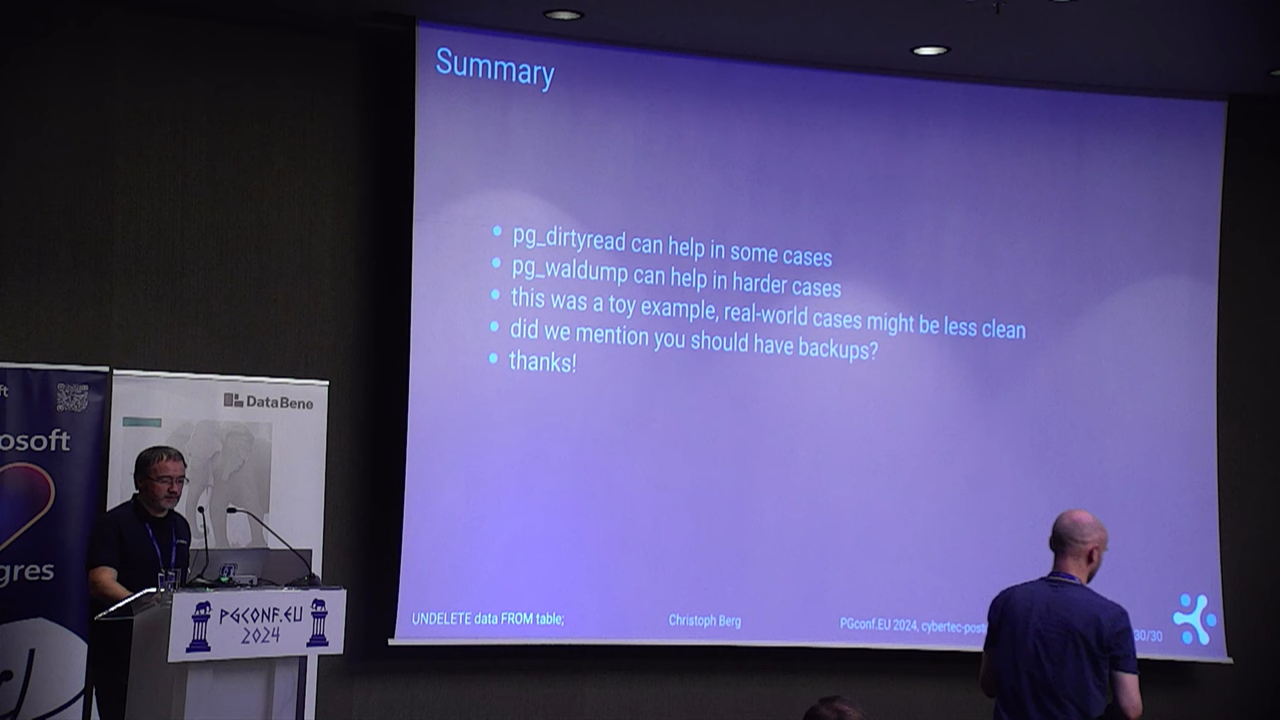 Summary
pg_dirtyread can help in some cases
pg_waldump can help in harder cases
this was a toy example, real-world cases might be less clean
did we mention you should have backups?
thanks!
UNDELETE data FROM table;
Christoph Berg
PGconf.EU 2024, cybertec-post
30/30
DataBene
osoft
gres
PGCONF.EU
2024